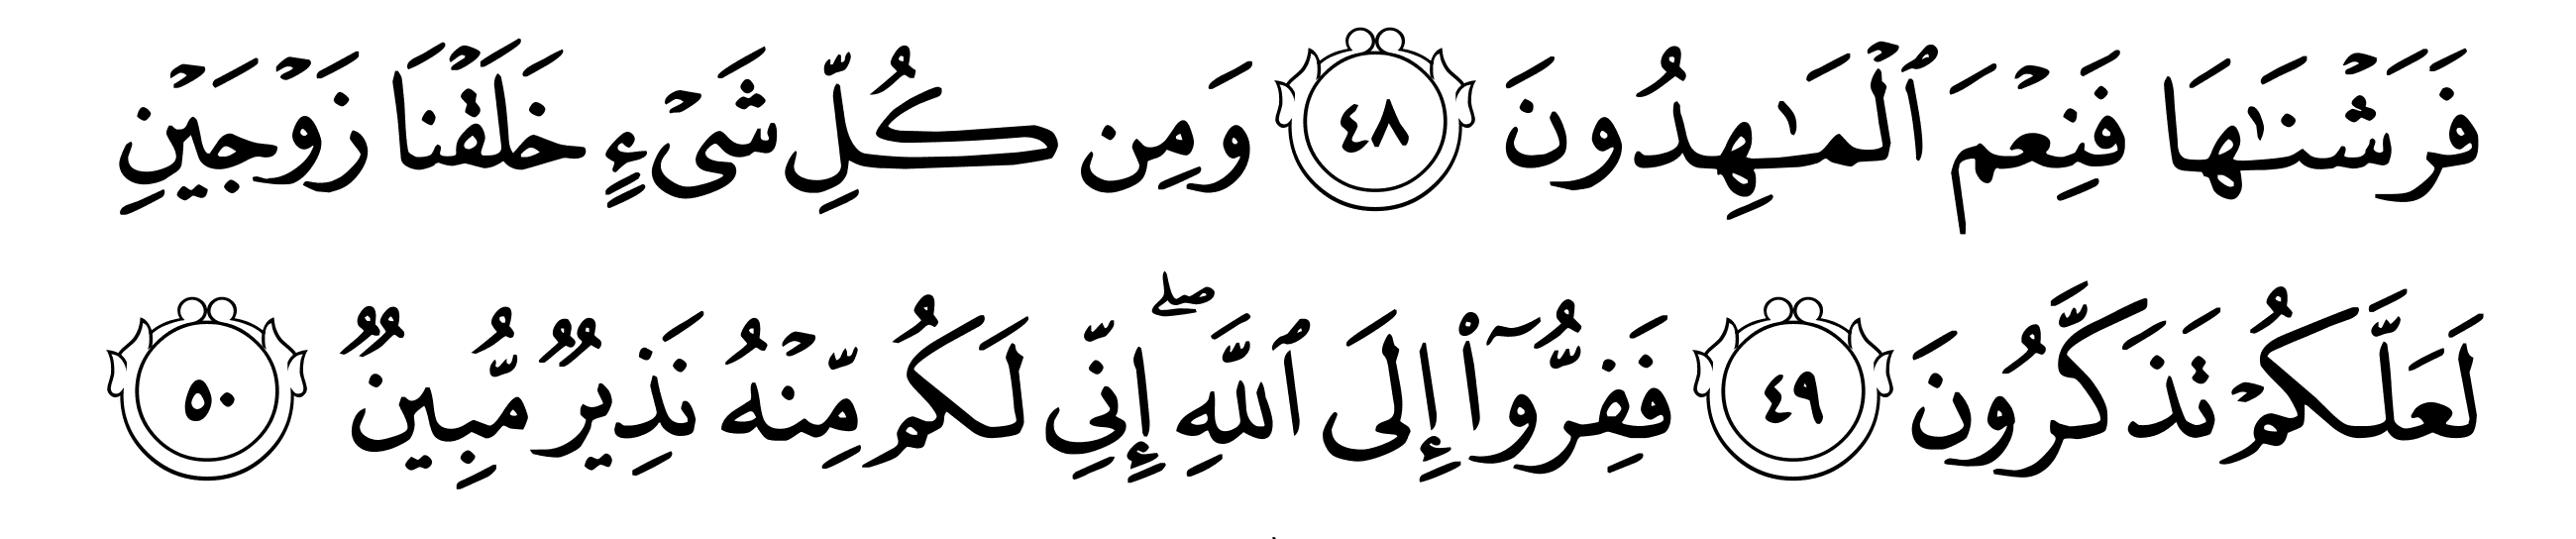 فَرَشْنَٰهَا فَنِعْمَ ٱلْمَٰهِدُونَ ٤٨ وَمِن كُلِّ شَىْءٍ خَلَقْنَا زَوْجَيْنِ
لَعَلَّكُمْ تَذَكَّرُونَ ٤٩ فَفِرُّوٓا۟ إِلَى ٱللَّهِ ۖ إِنِّى لَكُم مِّنْهُ نَذِيرٌ مُّبِينٌ ٥٠